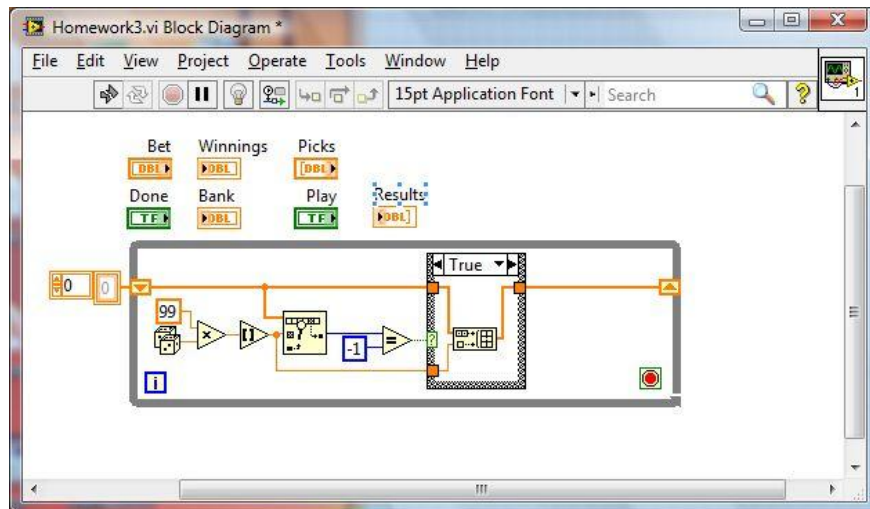 Homework3.vi Block Diagram *
File Edit View Project Operate Tools Window Help
15pt Application Font Search
1
Bet Winnings Picks
DBL DBL [DBL
Done Bank Play Results
TF DBL TF DBL]
True
0 0
99
-1
i